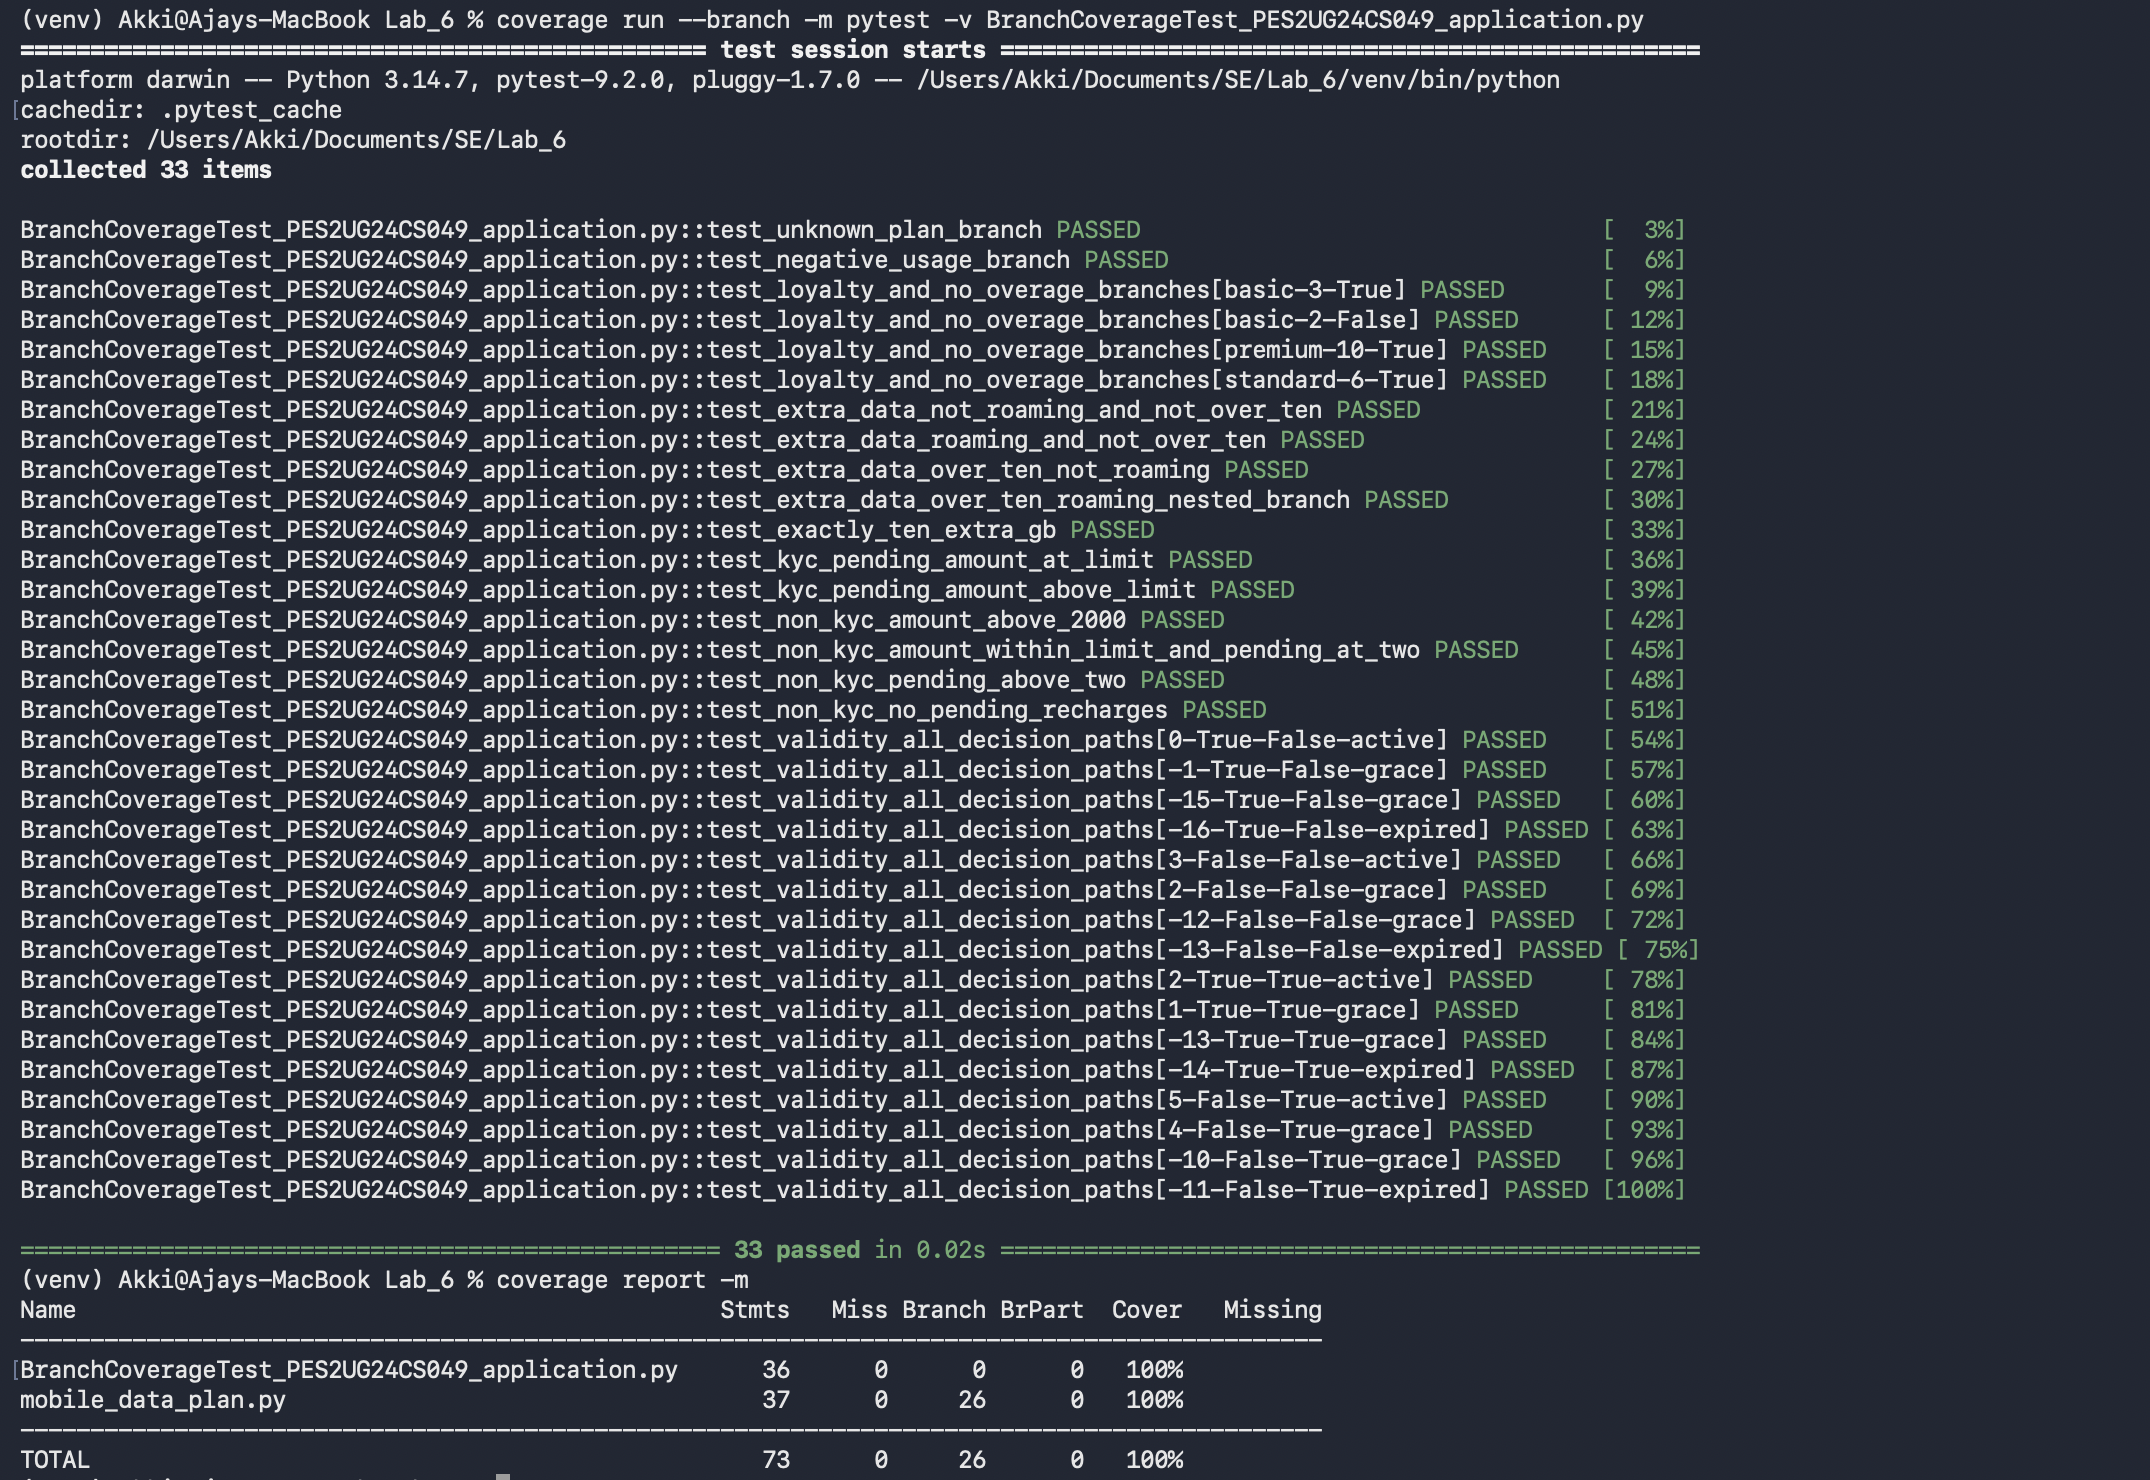 (venv) Akki@Ajays-MacBook Lab_6 % coverage run --branch -m pytest -v BranchCoverageTest_PES2UG24CS049_application.py
================================================= test session starts ==================================================
platform darwin -- Python 3.14.7, pytest-9.2.0, pluggy-1.7.0 -- /Users/Akki/Documents/SE/Lab_6/venv/bin/python
[cachedir: .pytest_cache
rootdir: /Users/Akki/Documents/SE/Lab_6
collected 33 items
BranchCoverageTest_PES2UG24CS049_application.py::test_unknown_plan_branch PASSED [  3%]
BranchCoverageTest_PES2UG24CS049_application.py::test_negative_usage_branch PASSED [  6%]
BranchCoverageTest_PES2UG24CS049_application.py::test_loyalty_and_no_overage_branches[basic-3-True] PASSED [  9%]
BranchCoverageTest_PES2UG24CS049_application.py::test_loyalty_and_no_overage_branches[basic-2-False] PASSED [ 12%]
BranchCoverageTest_PES2UG24CS049_application.py::test_loyalty_and_no_overage_branches[premium-10-True] PASSED [ 15%]
BranchCoverageTest_PES2UG24CS049_application.py::test_loyalty_and_no_overage_branches[standard-6-True] PASSED [ 18%]
BranchCoverageTest_PES2UG24CS049_application.py::test_extra_data_not_roaming_and_not_over_ten PASSED [ 21%]
BranchCoverageTest_PES2UG24CS049_application.py::test_extra_data_roaming_and_not_over_ten PASSED [ 24%]
BranchCoverageTest_PES2UG24CS049_application.py::test_extra_data_over_ten_not_roaming PASSED [ 27%]
BranchCoverageTest_PES2UG24CS049_application.py::test_extra_data_over_ten_roaming_nested_branch PASSED [ 30%]
BranchCoverageTest_PES2UG24CS049_application.py::test_exactly_ten_extra_gb PASSED [ 33%]
BranchCoverageTest_PES2UG24CS049_application.py::test_kyc_pending_amount_at_limit PASSED [ 36%]
BranchCoverageTest_PES2UG24CS049_application.py::test_kyc_pending_amount_above_limit PASSED [ 39%]
BranchCoverageTest_PES2UG24CS049_application.py::test_non_kyc_amount_above_2000 PASSED [ 42%]
BranchCoverageTest_PES2UG24CS049_application.py::test_non_kyc_amount_within_limit_and_pending_at_two PASSED [ 45%]
BranchCoverageTest_PES2UG24CS049_application.py::test_non_kyc_pending_above_two PASSED [ 48%]
BranchCoverageTest_PES2UG24CS049_application.py::test_non_kyc_no_pending_recharges PASSED [ 51%]
BranchCoverageTest_PES2UG24CS049_application.py::test_validity_all_decision_paths[0-True-False-active] PASSED [ 54%]
BranchCoverageTest_PES2UG24CS049_application.py::test_validity_all_decision_paths[-1-True-False-grace] PASSED [ 57%]
BranchCoverageTest_PES2UG24CS049_application.py::test_validity_all_decision_paths[-15-True-False-grace] PASSED [ 60%]
BranchCoverageTest_PES2UG24CS049_application.py::test_validity_all_decision_paths[-16-True-False-expired] PASSED [ 63%]
BranchCoverageTest_PES2UG24CS049_application.py::test_validity_all_decision_paths[3-False-False-active] PASSED [ 66%]
BranchCoverageTest_PES2UG24CS049_application.py::test_validity_all_decision_paths[2-False-False-grace] PASSED [ 69%]
BranchCoverageTest_PES2UG24CS049_application.py::test_validity_all_decision_paths[-12-False-False-grace] PASSED [ 72%]
BranchCoverageTest_PES2UG24CS049_application.py::test_validity_all_decision_paths[-13-False-False-expired] PASSED [ 75%]
BranchCoverageTest_PES2UG24CS049_application.py::test_validity_all_decision_paths[2-True-True-active] PASSED [ 78%]
BranchCoverageTest_PES2UG24CS049_application.py::test_validity_all_decision_paths[1-True-True-grace] PASSED [ 81%]
BranchCoverageTest_PES2UG24CS049_application.py::test_validity_all_decision_paths[-13-True-True-grace] PASSED [ 84%]
BranchCoverageTest_PES2UG24CS049_application.py::test_validity_all_decision_paths[-14-True-True-expired] PASSED [ 87%]
BranchCoverageTest_PES2UG24CS049_application.py::test_validity_all_decision_paths[5-False-True-active] PASSED [ 90%]
BranchCoverageTest_PES2UG24CS049_application.py::test_validity_all_decision_paths[4-False-True-grace] PASSED [ 93%]
BranchCoverageTest_PES2UG24CS049_application.py::test_validity_all_decision_paths[-10-False-True-grace] PASSED [ 96%]
BranchCoverageTest_PES2UG24CS049_application.py::test_validity_all_decision_paths[-11-False-True-expired] PASSED [100%]
================================================== 33 passed in 0.02s ==================================================
(venv) Akki@Ajays-MacBook Lab_6 % coverage report -m
Name Stmts Miss Branch BrPart Cover Missing
---------------------------------------------------------------------------------------------
[BranchCoverageTest_PES2UG24CS049_application.py 36 0 0 0 100%
mobile_data_plan.py 37 0 26 0 100%
---------------------------------------------------------------------------------------------
TOTAL 73 0 26 0 100%